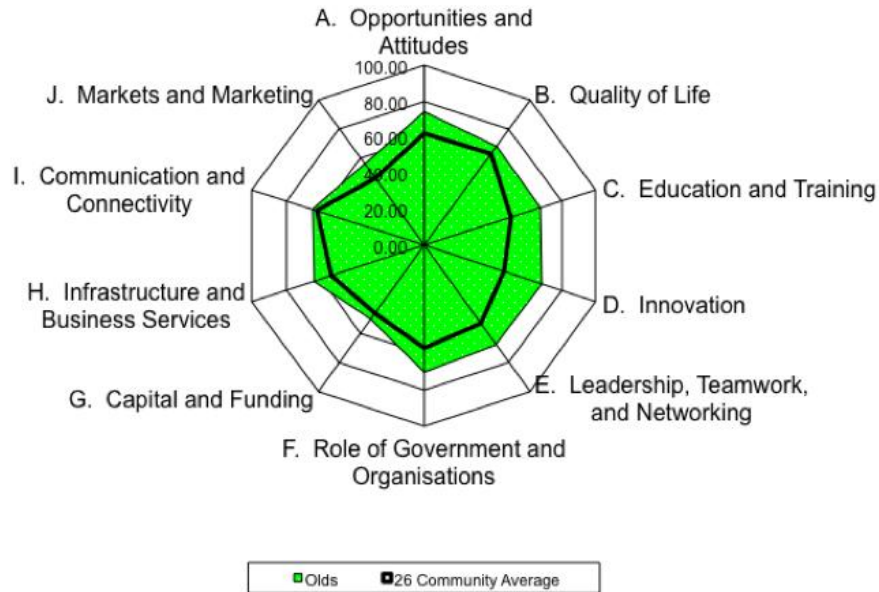 A. Opportunities and
Attitudes
100.00
J. Markets and Marketing
80.00
B. Quality of Life
60.00
I. Communication and
Connectivity
40.00
C. Education and Training
20.00
0.00
H. Infrastructure and
Business Services
D. Innovation
G. Capital and Funding
E. Leadership, Teamwork,
and Networking
F. Role of Government and
Organisations
Olds
26 Community Average